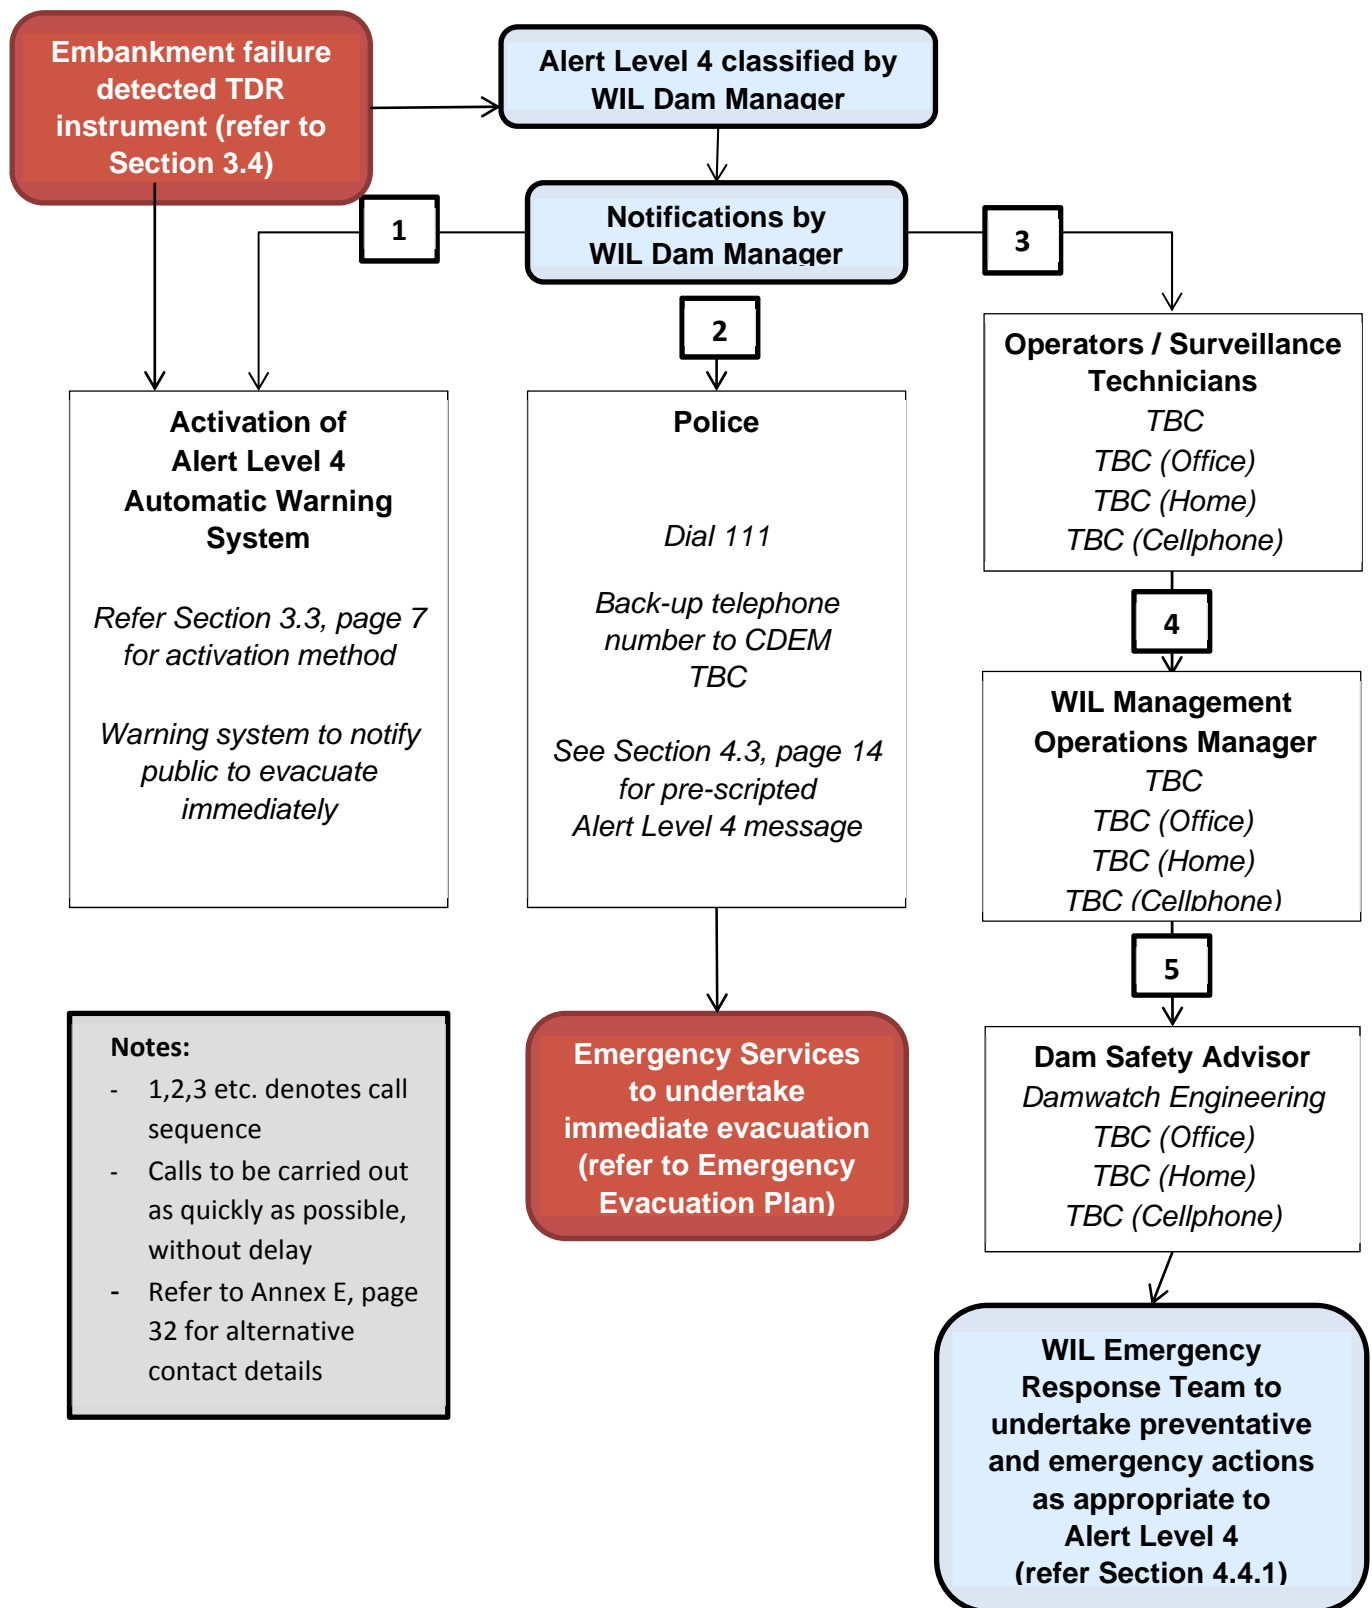 Embankment failure
detected TDR
instrument (refer to
Section 3.4)
Alert Level 4 classified by
WIL Dam Manager
Notifications by
WIL Dam Manager
1
2
3
Activation of
Alert Level 4
Automatic Warning
System
Refer Section 3.3, page 7
for activation method
Warning system to notify
public to evacuate
immediately
Police
Dial 111
Back-up telephone
number to CDEM
TBC
See Section 4.3, page 14
for pre-scripted
Alert Level 4 message
Operators / Surveillance
Technicians
TBC
TBC (Office)
TBC (Home)
TBC (Cellphone)
4
WIL Management
Operations Manager
TBC
TBC (Office)
TBC (Home)
TBC (Cellphone)
5
Dam Safety Advisor
Damwatch Engineering
TBC (Office)
TBC (Home)
TBC (Cellphone)
Notes:
- 1,2,3 etc. denotes call
sequence
- Calls to be carried out
as quickly as possible,
without delay
- Refer to Annex E, page
32 for alternative
contact details
Emergency Services
to undertake
immediate evacuation
(refer to Emergency
Evacuation Plan)
WIL Emergency
Response Team to
undertake preventative
and emergency actions
as appropriate to
Alert Level 4
(refer Section 4.4.1)